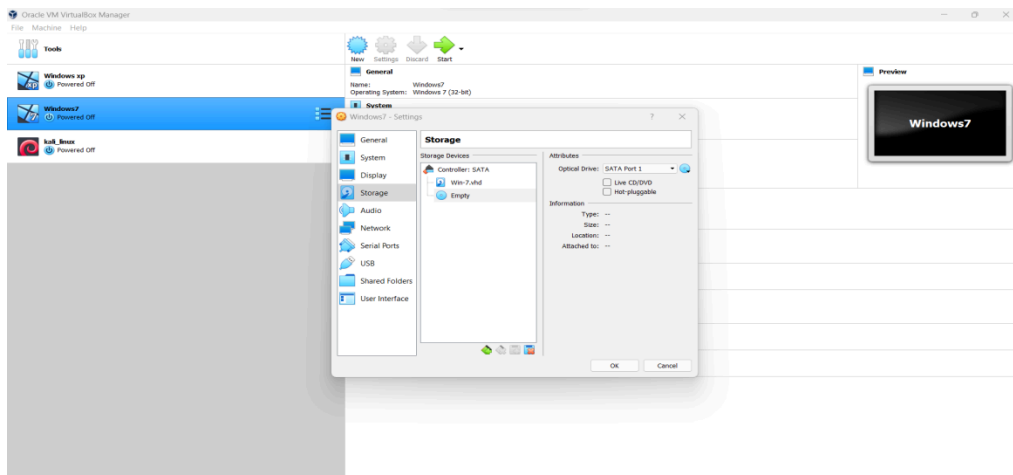 Oracle VM VirtualBox Manager
File Machine Help
Tools
New Settings Discard Start
Windows xp
Powered Off
Windows7
Powered Off
kali_linux
Powered Off
General
Name: Windows7
Operating System: Windows 7 (32-bit)
System
Preview
Windows7
Windows7 - Settings
General
System
Display
Storage
Audio
Network
Serial Ports
USB
Shared Folders
User Interface
Storage
Storage Devices
Controller: SATA
Win-7.vhd
Empty
Attributes
Optical Drive: SATA Port 1
Live CD/DVD
Hot-pluggable
Information
Type: --
Size: --
Location: --
Attached to: --
OK Cancel